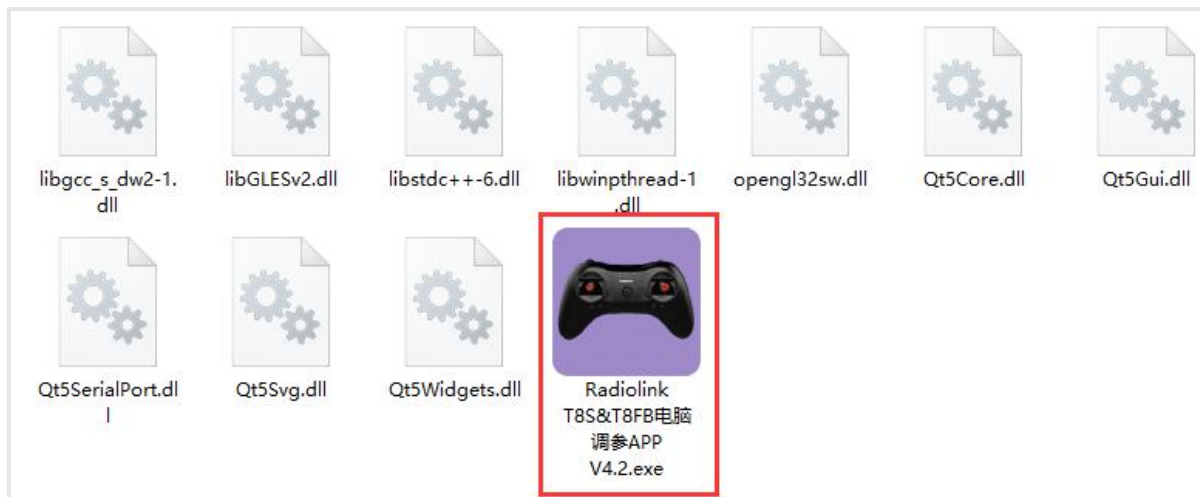 libgcc_s_dw2-1.
dll
libGLESv2.dll
libstdc++-6.dll
libwinpthread-1
.dll
opengl32sw.dll
Qt5Core.dll
Qt5Gui.dll
Qt5SerialPort.dl
l
Qt5Svg.dll
Qt5Widgets.dll
Radiolink
T8S&T8FB电脑
调参APP
V4.2.exe